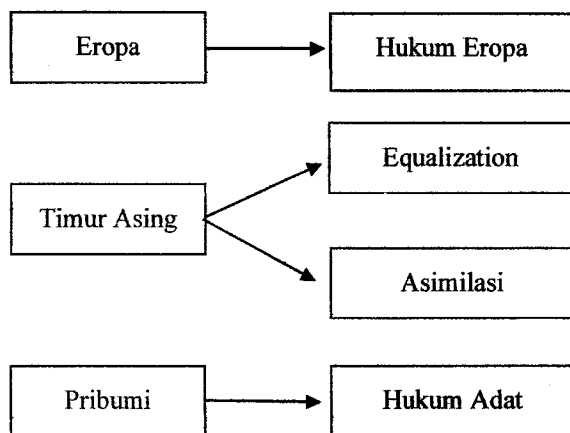 Eropa
Hukum Eropa
Equalization
Timur Asing
Asimilasi
Pribumi
Hukum Adat